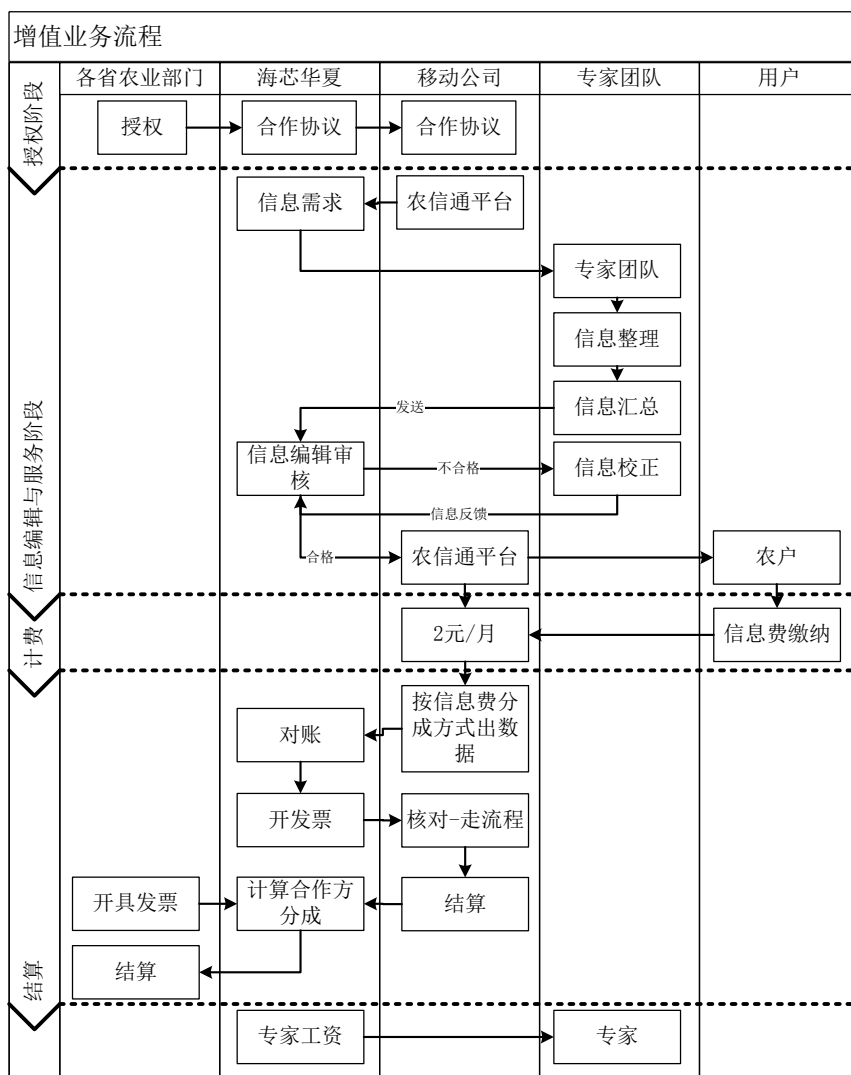 增值业务流程
各省农业部门
海芯华夏
移动公司
专家团队
用户
授权阶段
授权
合作协议
合作协议
信息编辑与服务阶段
信息需求
农信通平台
专家团队
信息整理
发送
信息汇总
信息编辑审
核
不合格
信息校正
信息反馈
合格
农信通平台
农户
计费
2元/月
信息费缴纳
结算
按信息费分
成方式出数
据
对账
开发票
核对-走流程
开具发票
计算合作方
分成
结算
结算
专家工资
专家